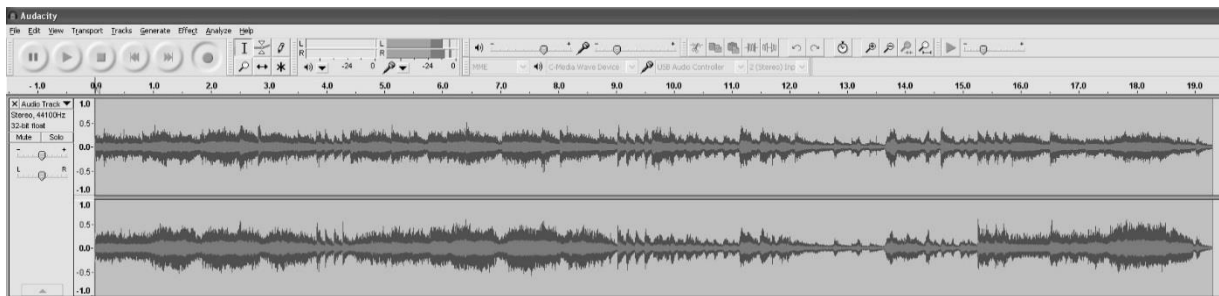 Audacity
File Edit View Transport Tracks Generate Effect Analyze Help
L R L R
-24 0 -24 0 MME C-Media Wave Device USB Audio Controller 2 (Stereo) Inp
- 1.0 0.0 1.0 2.0 3.0 4.0 5.0 6.0 7.0 8.0 9.0 10.0 11.0 12.0 13.0 14.0 15.0 16.0 17.0 18.0 19.0
X Audio Track 1.0
Stereo, 44100Hz
32-bit float 0.5-
Mute Solo
- + 0.0-
L R -0.5-
-1.0
1.0
0.5-
0.0-
-0.5-
-1.0